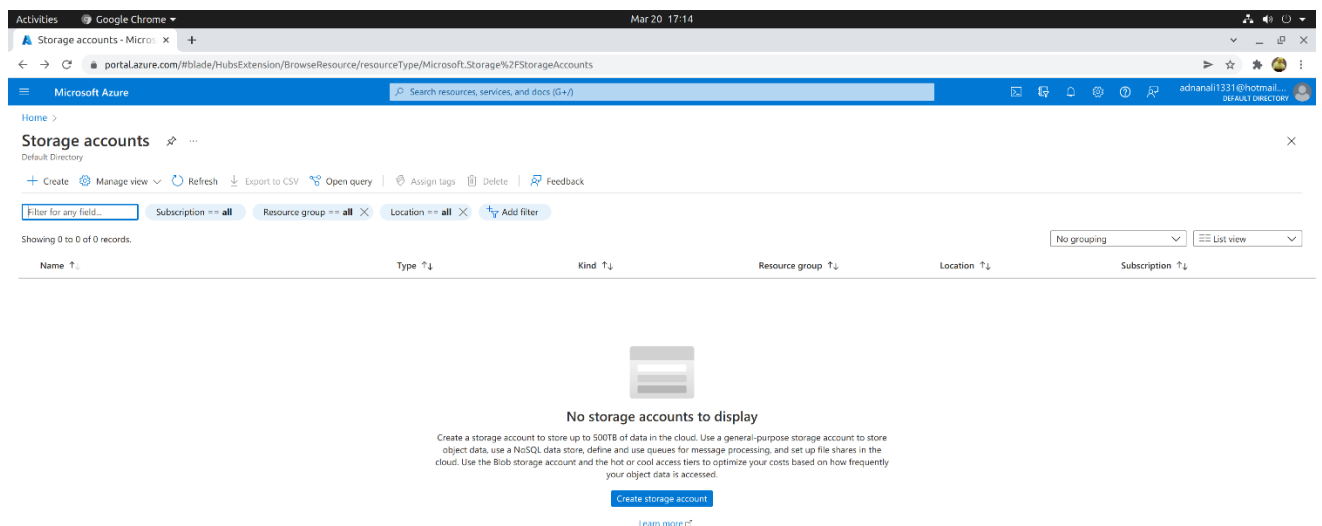 Activities Google Chrome Mar 20 17:14
Storage accounts - Micros
portal.azure.com/#blade/HubsExtension/BrowseResource/resourceType/Microsoft.Storage%2FStorageAccounts
Microsoft Azure Search resources, services, and docs (G+/) adnanali1331@hotmail....
DEFAULT DIRECTORY
Home >
Storage accounts ...
Default Directory
+ Create Manage view Refresh Export to CSV Open query Assign tags Delete Feedback
Filter for any field... Subscription == all Resource group == all Location == all Add filter
Showing 0 to 0 of 0 records. No grouping List view
Name Type Kind Resource group Location Subscription
No storage accounts to display
Create a storage account to store up to 500TB of data in the cloud. Use a general-purpose storage account to store
object data, use a NoSQL data store, define and use queues for message processing, and set up file shares in the
cloud. Use the Blob storage account and the hot or cool access tiers to optimize your costs based on how frequently
your object data is accessed.
Create storage account
Learn more